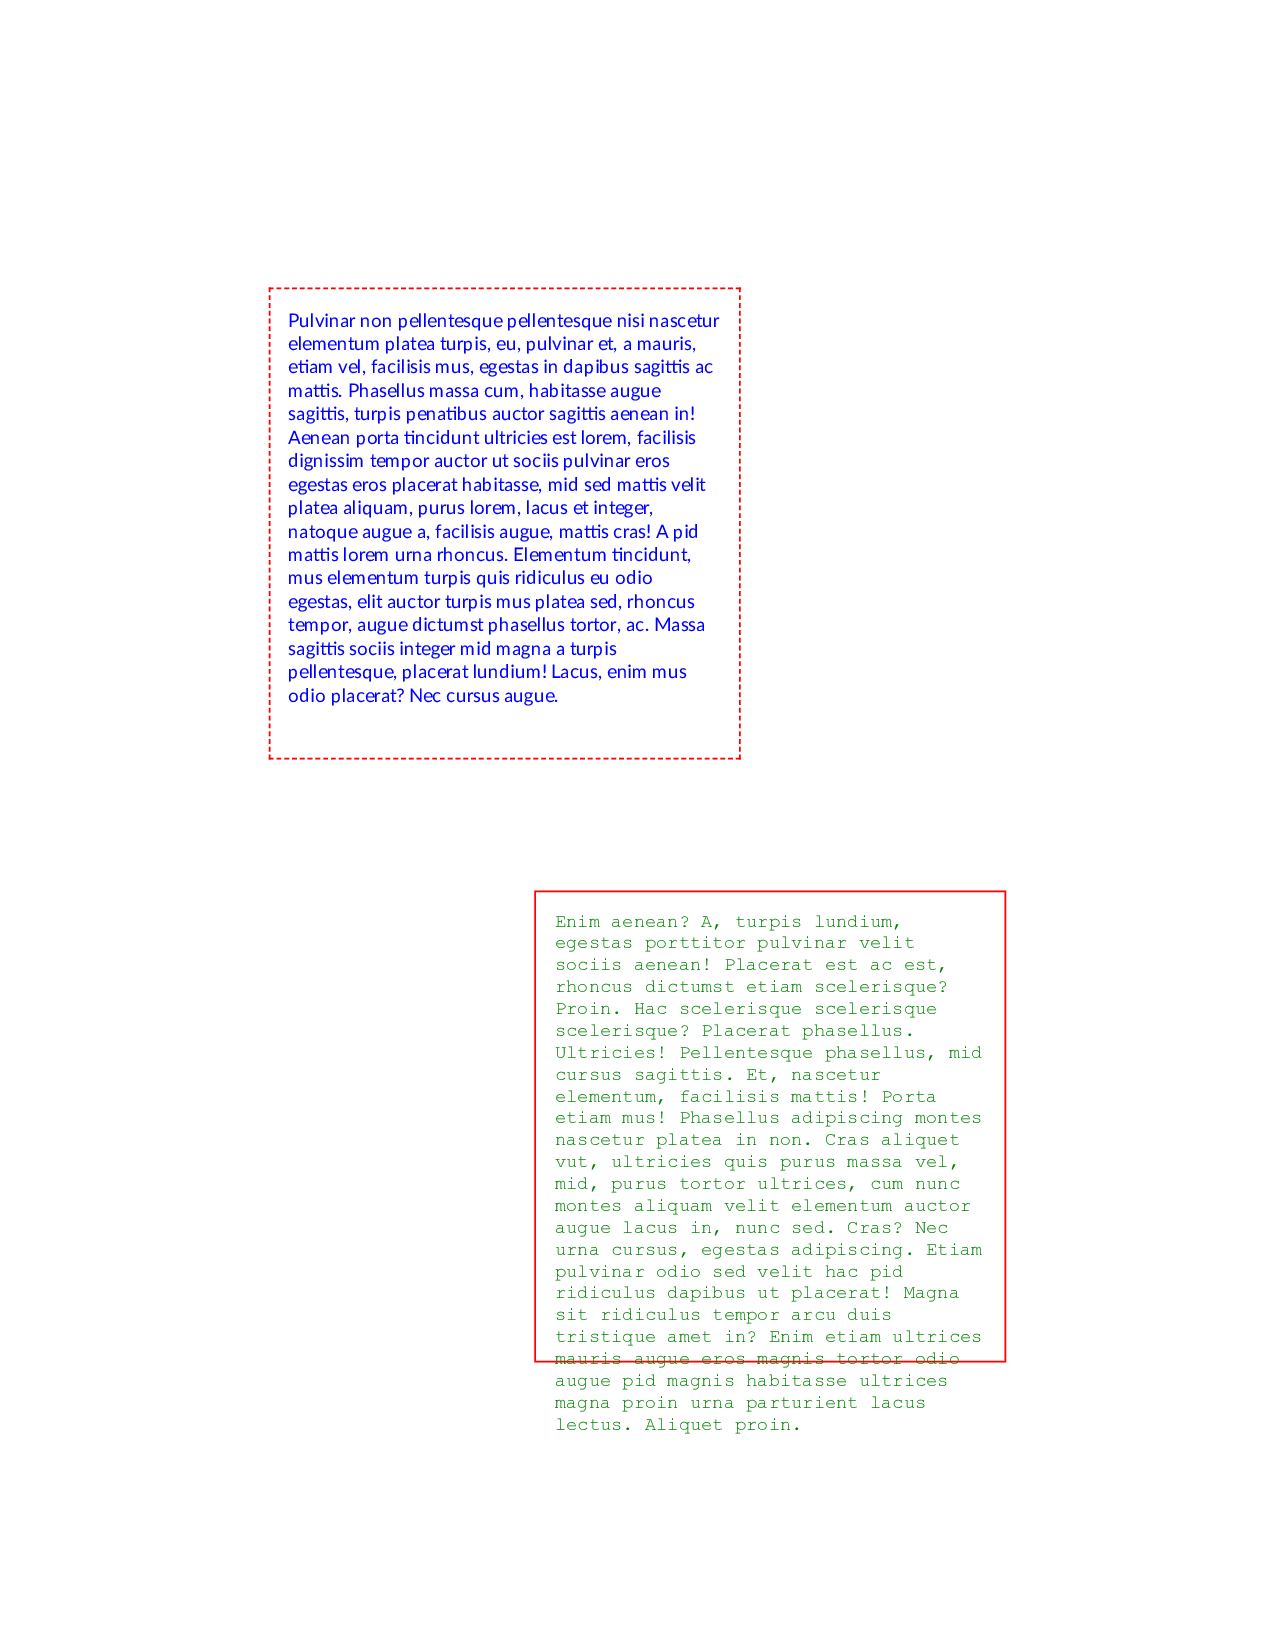 Pulvinar non pellentesque pellentesque nisi nascetur
elementum platea turpis, eu, pulvinar et, a mauris,
etiam vel, facilisis mus, egestas in dapibus sagittis ac
mattis. Phasellus massa cum, habitasse augue
sagittis, turpis penatibus auctor sagittis aenean in!
Aenean porta tincidunt ultricies est lorem, facilisis
dignissim tempor auctor ut sociis pulvinar eros
egestas eros placerat habitasse, mid sed mattis velit
platea aliquam, purus lorem, lacus et integer,
natoque augue a, facilisis augue, mattis cras! A pid
mattis lorem urna rhoncus. Elementum tincidunt,
mus elementum turpis quis ridiculus eu odio
egestas, elit auctor turpis mus platea sed, rhoncus
tempor, augue dictumst phasellus tortor, ac. Massa
sagittis sociis integer mid magna a turpis
pellentesque, placerat lundium! Lacus, enim mus
odio placerat? Nec cursus augue.
Enim aenean? A, turpis lundium,
egestas porttitor pulvinar velit
sociis aenean! Placerat est ac est,
rhoncus dictumst etiam scelerisque?
Proin. Hac scelerisque scelerisque
scelerisque? Placerat phasellus.
Ultricies! Pellentesque phasellus, mid
cursus sagittis. Et, nascetur
elementum, facilisis mattis! Porta
etiam mus! Phasellus adipiscing montes
nascetur platea in non. Cras aliquet
vut, ultricies quis purus massa vel,
mid, purus tortor ultrices, cum nunc
montes aliquam velit elementum auctor
augue lacus in, nunc sed. Cras? Nec
urna cursus, egestas adipiscing. Etiam
pulvinar odio sed velit hac pid
ridiculus dapibus ut placerat! Magna
sit ridiculus tempor arcu duis
tristique amet in? Enim etiam ultrices
mauris augue eros magnis tortor odio
augue pid magnis habitasse ultrices
magna proin urna parturient lacus
lectus. Aliquet proin.